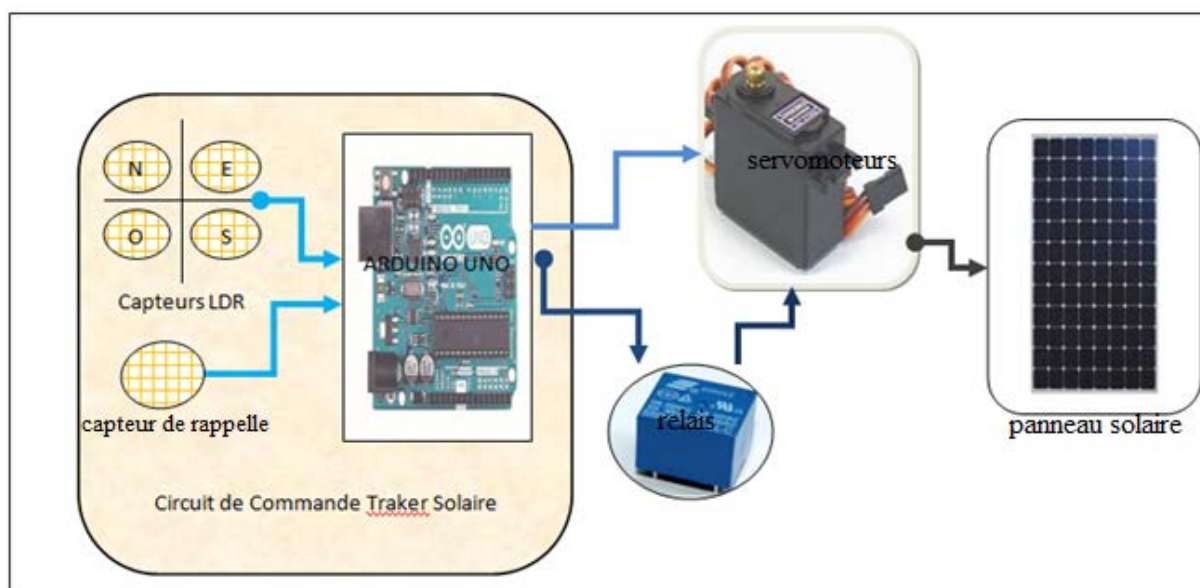 N
E
O
S
Capteurs LDR
capteur de rappelle
ARDUINO UNO
Circuit de Commande Traker Solaire
servomoteurs
relais
panneau solaire